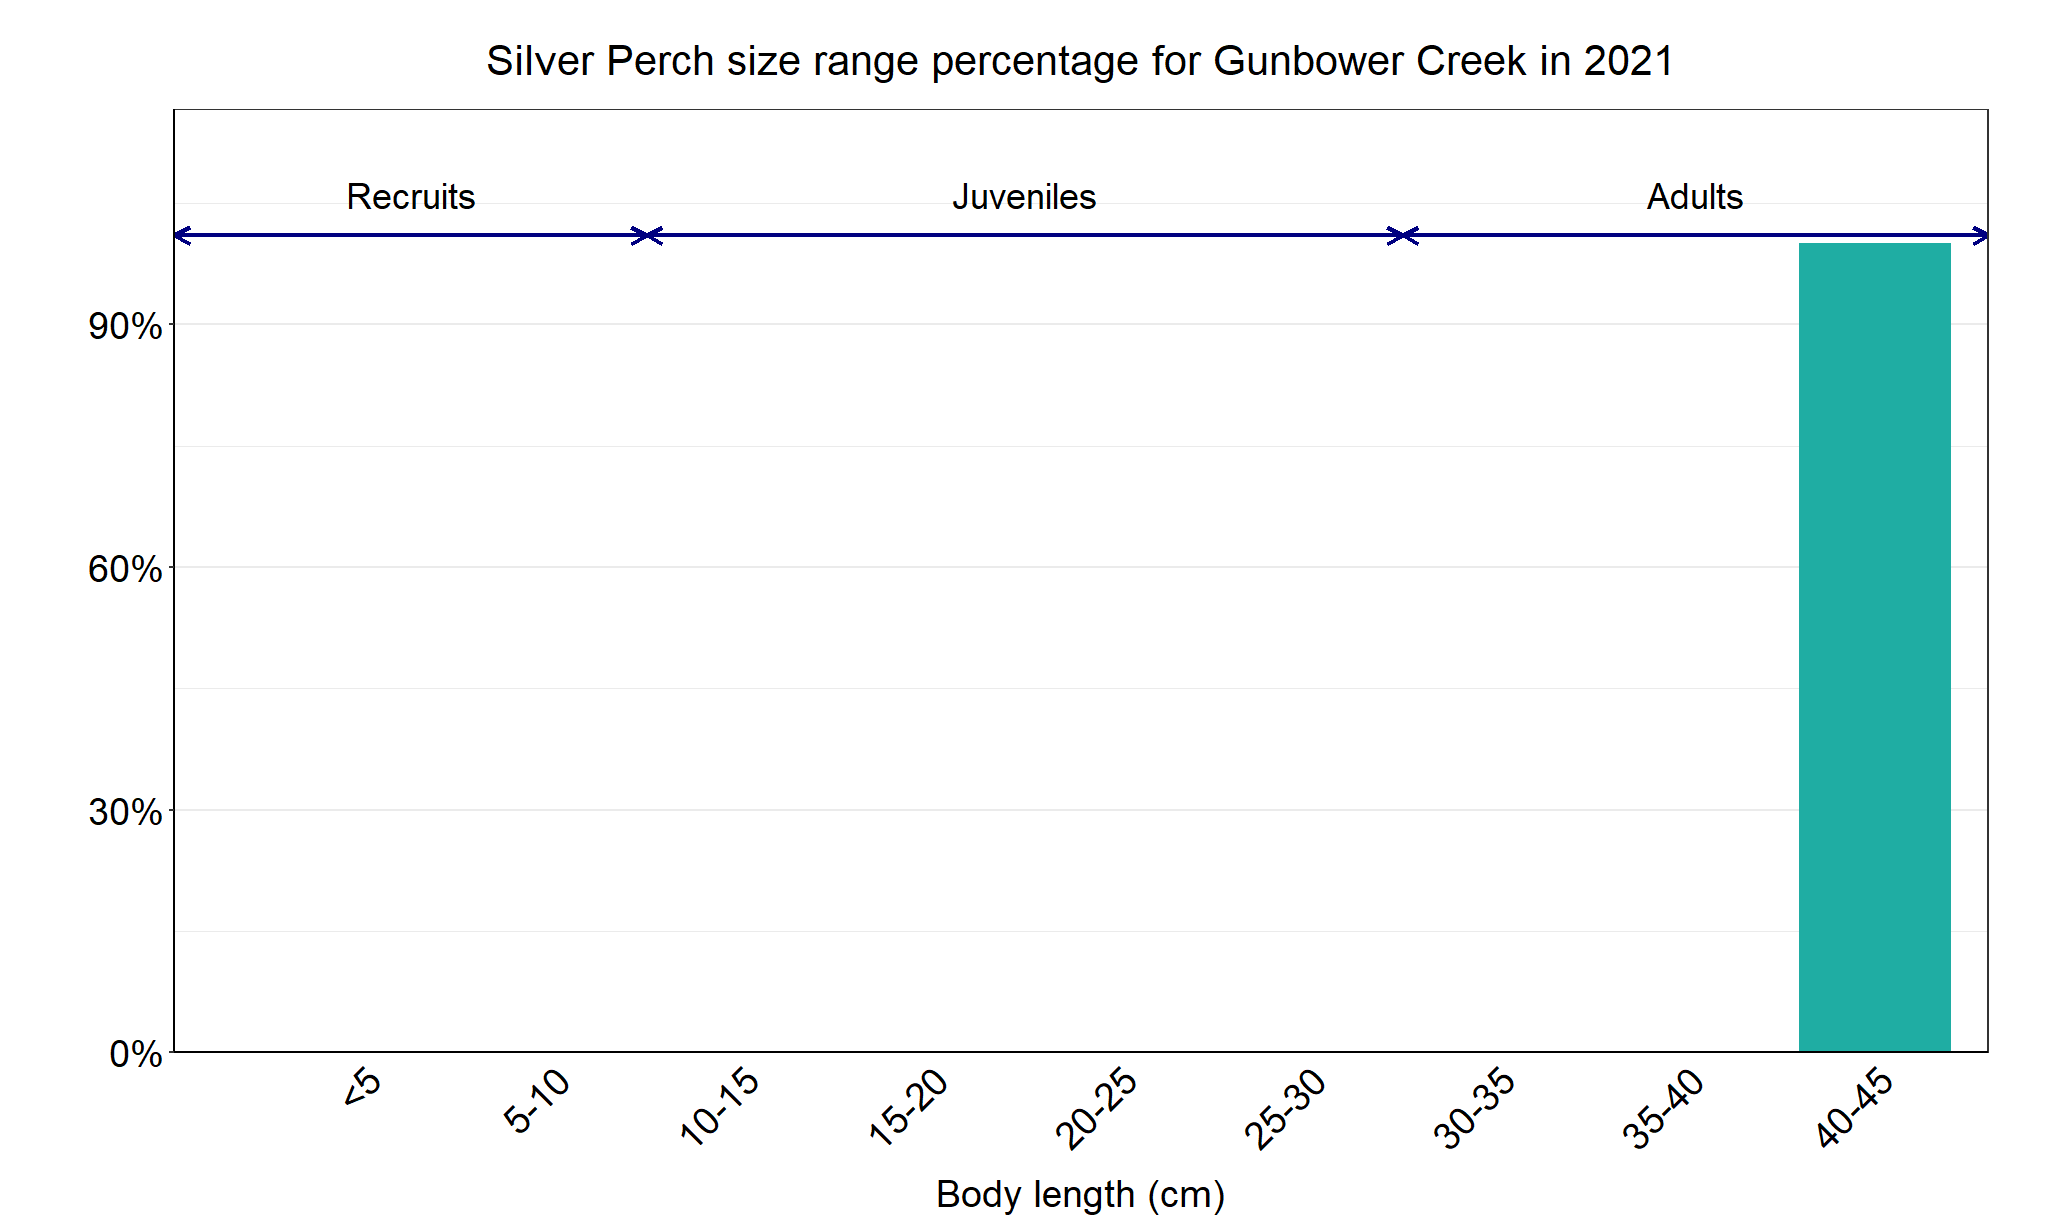 Silver Perch size range percentage for Gunbower Creek in 2021
Recruits Juveniles Adults
90%
60%
30%
0%
<5 5-10 10-15 15-20 20-25 25-30 30-35 35-40 40-45
Body length (cm)